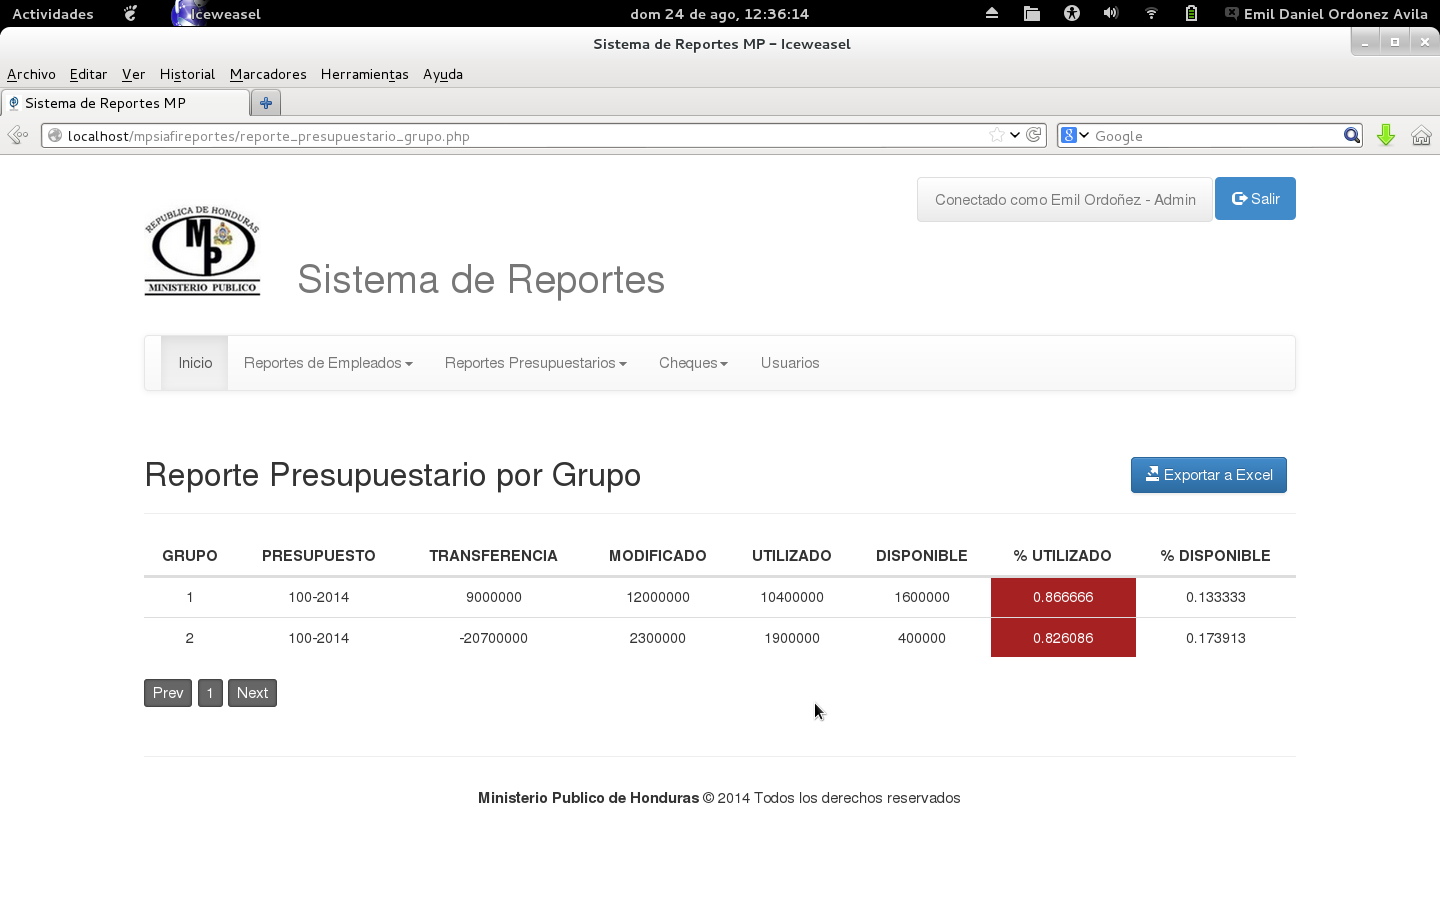 Actividades Iceweasel dom 24 de ago, 12:36:14 Emil Daniel Ordonez Avila
Sistema de Reportes MP – Iceweasel
Archivo Editar Ver Historial Marcadores Herramientas Ayuda
Sistema de Reportes MP
localhost/mpsiafireportes/reporte_presupuestario_grupo.php Google
Conectado como Emil Ordoñez - Admin Salir
REPUBLICA DE HONDURAS
MP
MINISTERIO PUBLICO
Sistema de Reportes
Inicio Reportes de Empleados Reportes Presupuestarios Cheques Usuarios
Reporte Presupuestario por Grupo Exportar a Excel
GRUPO PRESUPUESTO TRANSFERENCIA MODIFICADO UTILIZADO DISPONIBLE % UTILIZADO % DISPONIBLE
1 100-2014 9000000 12000000 10400000 1600000 0.866666 0.133333
2 100-2014 -20700000 2300000 1900000 400000 0.826086 0.173913
Prev 1 Next
Ministerio Publico de Honduras © 2014 Todos los derechos reservados